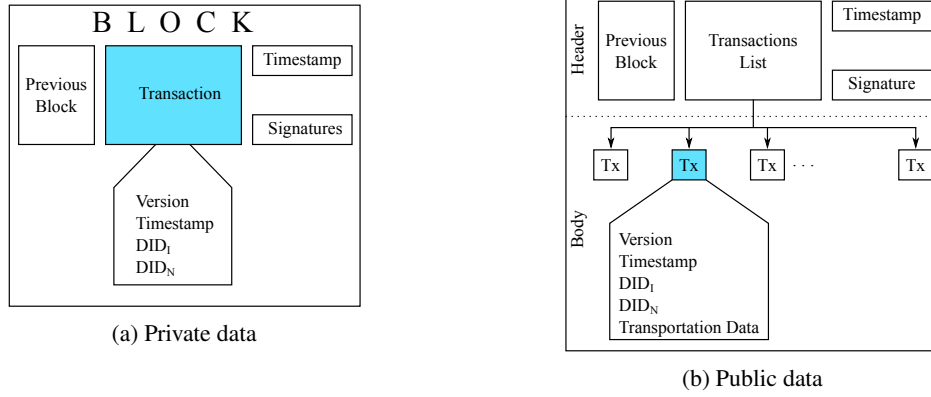 B L O C K
Previous
Block
Transaction
Timestamp
Signatures
Version
Timestamp
DID_I
DID_N
(a) Private data
Header
Previous
Block
Transactions
List
Timestamp
Signature
Body
Tx
Tx
Tx
. . .
Tx
Version
Timestamp
DID_I
DID_N
Transportation Data
(b) Public data